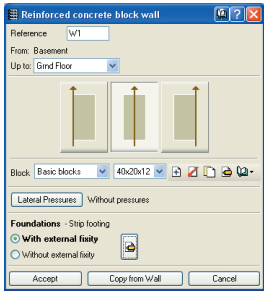 Reinforced concrete block wall
Reference W1
From: Basement
Up to: Grnd Floor
Block Basic blocks 40x20x12
Lateral Pressures Without pressures
Foundations - Strip footing
With external fixity
Without external fixity
Accept Copy from Wall Cancel